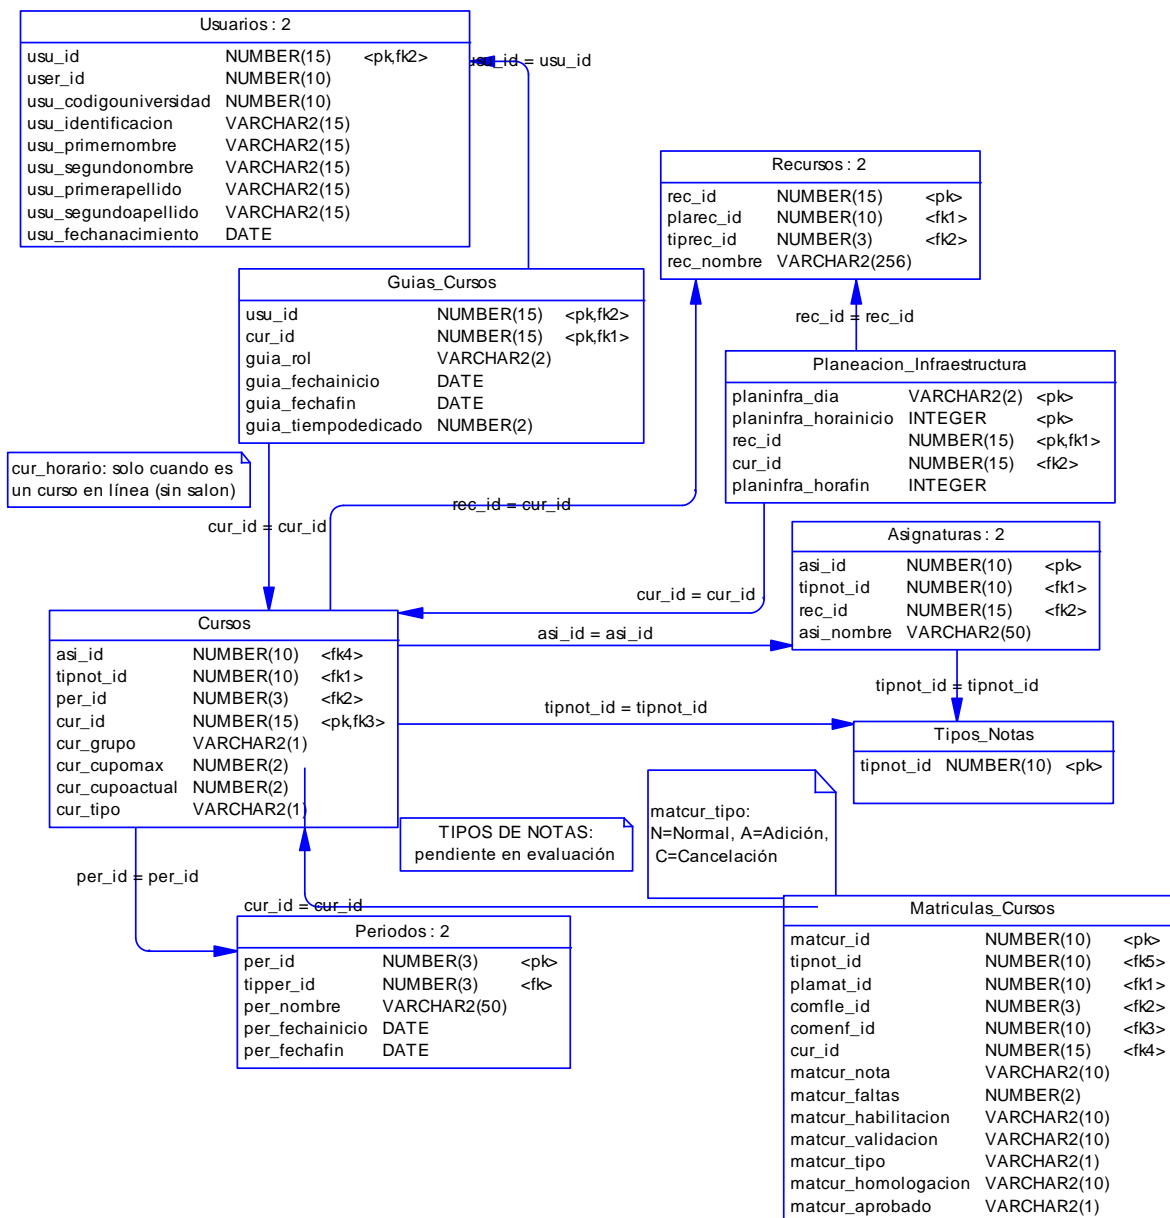 Usuarios : 2
usu_id NUMBER(15) <pk,fk2>
user_id NUMBER(10)
usu_codigouniversidad NUMBER(10)
usu_identificacion VARCHAR2(15)
usu_primernombre VARCHAR2(15)
usu_segundonombre VARCHAR2(15)
usu_primerapellido VARCHAR2(15)
usu_segundoapellido VARCHAR2(15)
usu_fechanacimiento DATE
usu_id = usu_id
Recursos : 2
rec_id NUMBER(15) <pk>
plarec_id NUMBER(10) <fk1>
tiprec_id NUMBER(3) <fk2>
rec_nombre VARCHAR2(256)
Guias_Cursos
usu_id NUMBER(15) <pk,fk2>
cur_id NUMBER(15) <pk,fk1>
guia_rol VARCHAR2(2)
guia_fechainicio DATE
guia_fechafin DATE
guia_tiempodedicado NUMBER(2)
rec_id = rec_id
Planeacion_Infraestructura
planinfra_dia VARCHAR2(2) <pk>
planinfra_horainicio INTEGER <pk>
rec_id NUMBER(15) <pk,fk1>
cur_id NUMBER(15) <fk2>
planinfra_horafin INTEGER
cur_horario: solo cuando es
un curso en línea (sin salon)
rec_id = cur_id
cur_id = cur_id
Asignaturas : 2
asi_id NUMBER(10) <pk>
tipnot_id NUMBER(10) <fk1>
rec_id NUMBER(15) <fk2>
asi_nombre VARCHAR2(50)
cur_id = cur_id
asi_id = asi_id
Cursos
asi_id NUMBER(10) <fk4>
tipnot_id NUMBER(10) <fk1>
per_id NUMBER(3) <fk2>
cur_id NUMBER(15) <pk,fk3>
cur_grupo VARCHAR2(1)
cur_cupomax NUMBER(2)
cur_cupoactual NUMBER(2)
cur_tipo VARCHAR2(1)
tipnot_id = tipnot_id
tipnot_id = tipnot_id
Tipos_Notas
tipnot_id NUMBER(10) <pk>
TIPOS DE NOTAS:
pendiente en evaluación
matcur_tipo:
N=Normal, A=Adición,
C=Cancelación
per_id = per_id
cur_id = cur_id
Periodos : 2
per_id NUMBER(3) <pk>
tipper_id NUMBER(3) <fk>
per_nombre VARCHAR2(50)
per_fechainicio DATE
per_fechafin DATE
Matriculas_Cursos
matcur_id NUMBER(10) <pk>
tipnot_id NUMBER(10) <fk5>
plamat_id NUMBER(10) <fk1>
comfle_id NUMBER(3) <fk2>
comenf_id NUMBER(10) <fk3>
cur_id NUMBER(15) <fk4>
matcur_nota VARCHAR2(10)
matcur_faltas NUMBER(2)
matcur_habilitacion VARCHAR2(10)
matcur_validacion VARCHAR2(10)
matcur_tipo VARCHAR2(1)
matcur_homologacion VARCHAR2(10)
matcur_aprobado VARCHAR2(1)